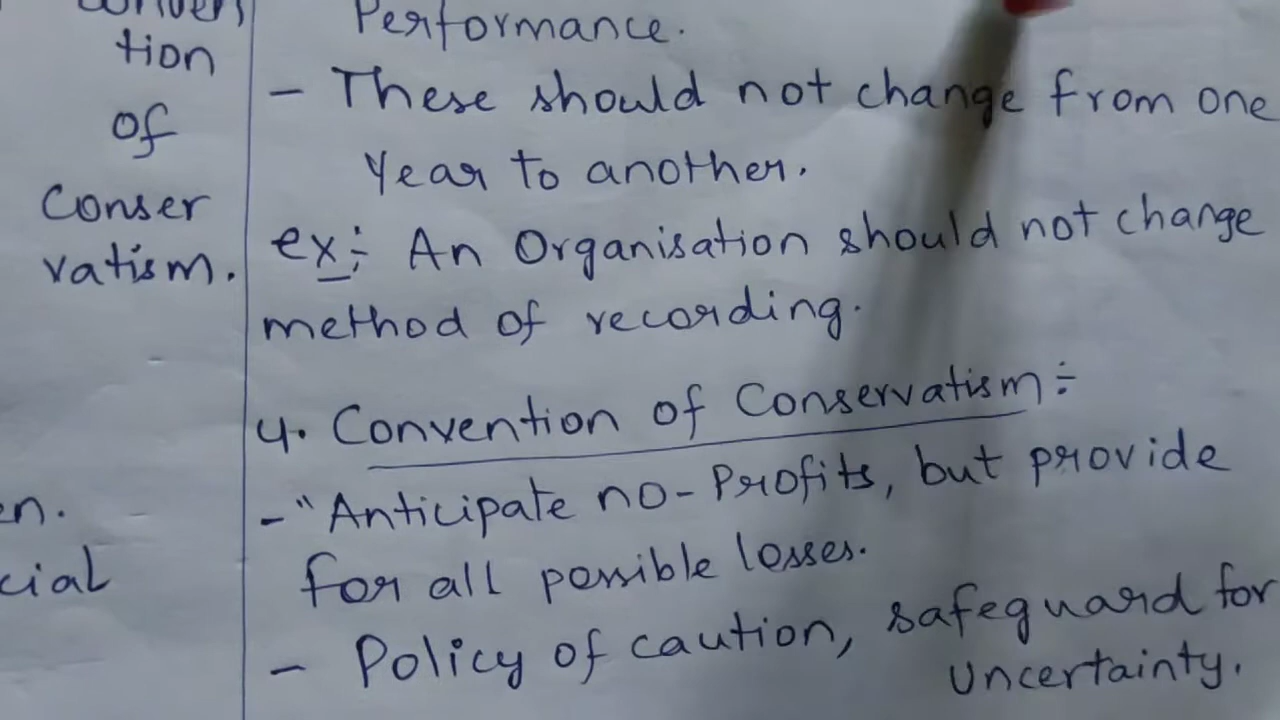 tion
of
Conser
vatism.
en.
cial
Performance.
- These should not change from one
Year to another.
ex:- An Organisation should not change
method of recording.
4. Convention of Conservatism ÷
- "Anticipate no-Profits, but provide
for all possible losses.
- Policy of caution, safeguard for
uncertainty.